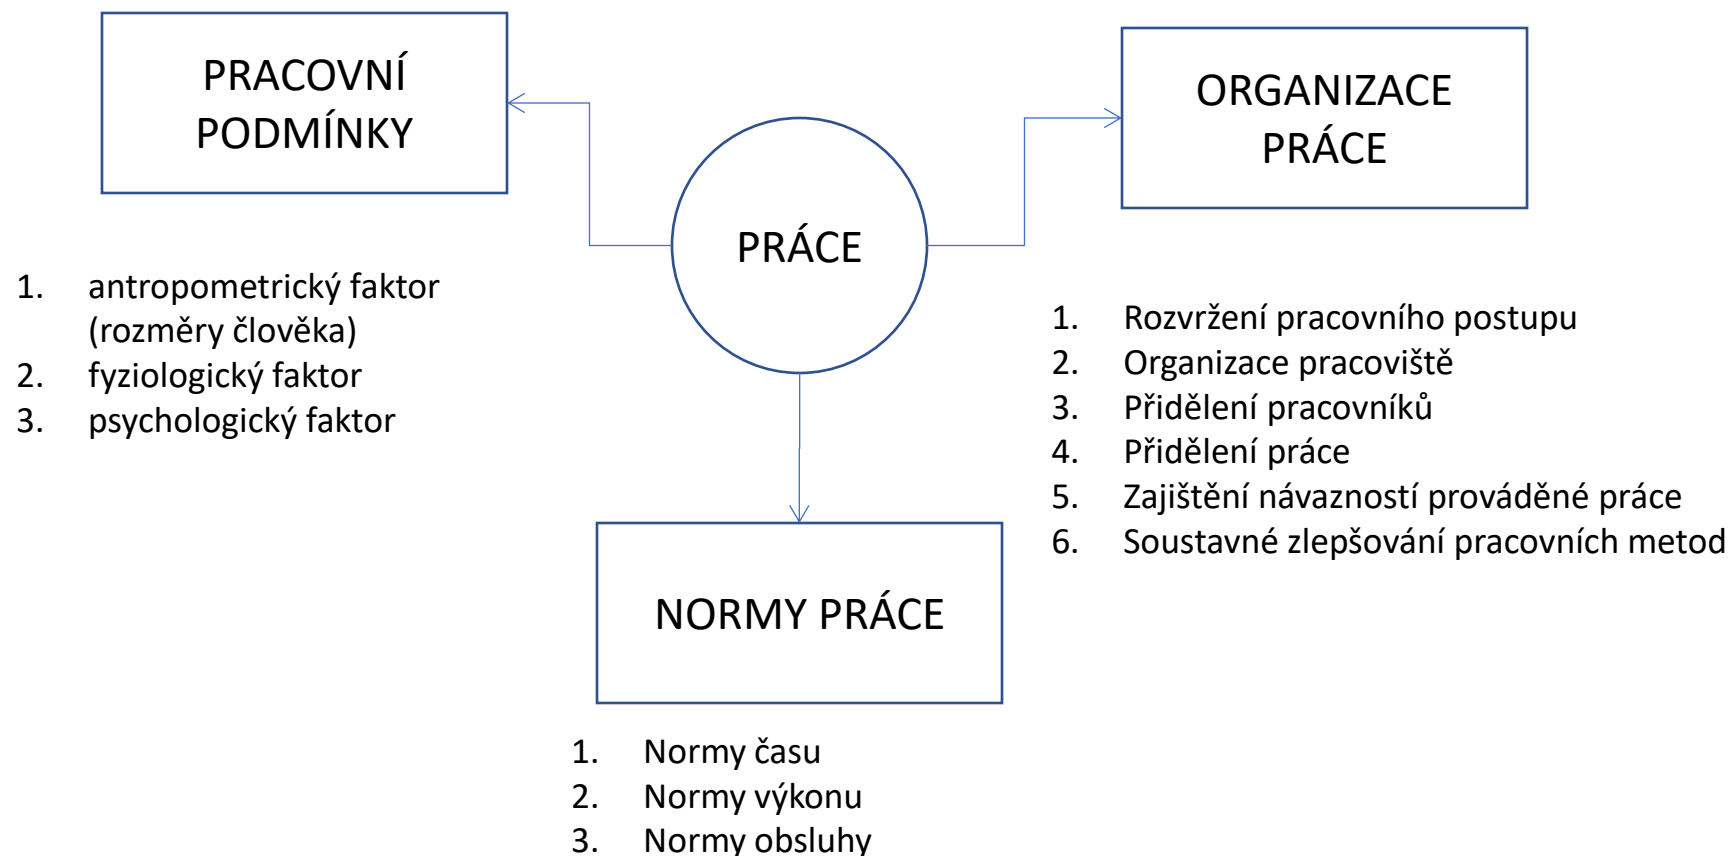 PRACOVNÍ
PODMÍNKY
1. antropometrický faktor
(rozměry člověka)
2. fyziologický faktor
3. psychologický faktor
PRÁCE
ORGANIZACE
PRÁCE
1. Rozvržení pracovního postupu
2. Organizace pracoviště
3. Přidělení pracovníků
4. Přidělení práce
5. Zajištění návazností prováděné práce
6. Soustavné zlepšování pracovních metod
NORMY PRÁCE
1. Normy času
2. Normy výkonu
3. Normy obsluhy